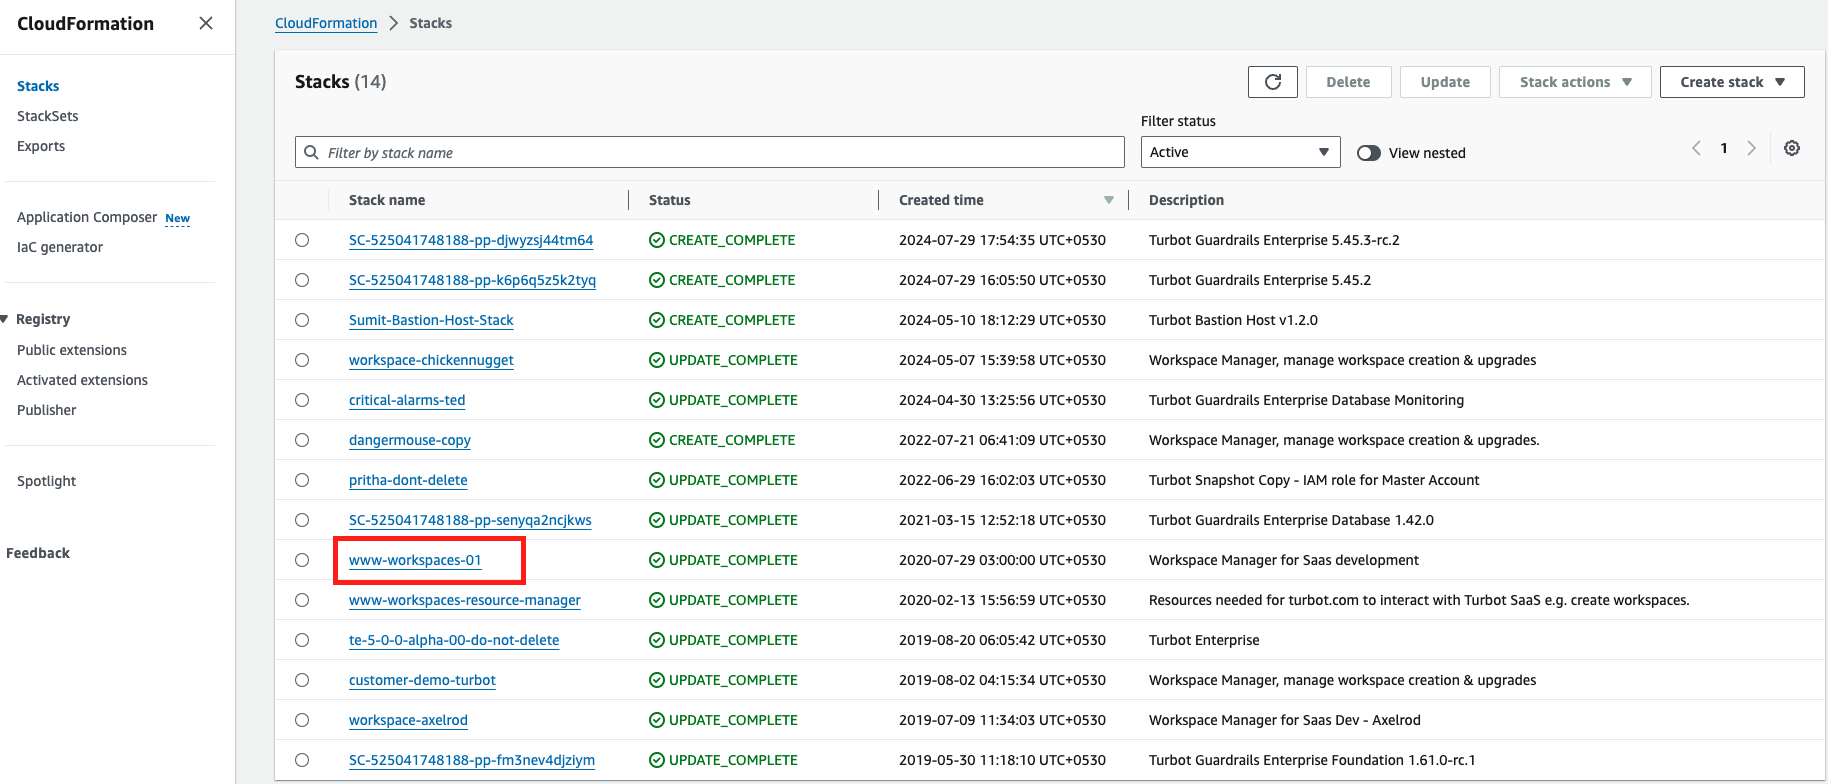 CloudFormation
Stacks
StackSets
Exports
Application Composer New
IaC generator
Registry
Public extensions
Activated extensions
Publisher
Spotlight
Feedback
CloudFormation Stacks
Stacks (14)
Delete Update Stack actions Create stack
Filter status
Filter by stack name Active View nested 1
Stack name Status Created time Description
SC-525041748188-pp-djwyzsj44tm64 CREATE_COMPLETE 2024-07-29 17:54:35 UTC+0530 Turbot Guardrails Enterprise 5.45.3-rc.2
SC-525041748188-pp-k6p6q5z5k2tyq CREATE_COMPLETE 2024-07-29 16:05:50 UTC+0530 Turbot Guardrails Enterprise 5.45.2
Sumit-Bastion-Host-Stack CREATE_COMPLETE 2024-05-10 18:12:29 UTC+0530 Turbot Bastion Host v1.2.0
workspace-chickennugget UPDATE_COMPLETE 2024-05-07 15:39:58 UTC+0530 Workspace Manager, manage workspace creation & upgrades
critical-alarms-ted UPDATE_COMPLETE 2024-04-30 13:25:56 UTC+0530 Turbot Guardrails Enterprise Database Monitoring
dangermouse-copy CREATE_COMPLETE 2022-07-21 06:41:09 UTC+0530 Workspace Manager, manage workspace creation & upgrades.
pritha-dont-delete UPDATE_COMPLETE 2022-06-29 16:02:03 UTC+0530 Turbot Snapshot Copy - IAM role for Master Account
SC-525041748188-pp-senyqa2ncjkws UPDATE_COMPLETE 2021-03-15 12:52:18 UTC+0530 Turbot Guardrails Enterprise Database 1.42.0
www-workspaces-01 UPDATE_COMPLETE 2020-07-29 03:00:00 UTC+0530 Workspace Manager for Saas development
www-workspaces-resource-manager UPDATE_COMPLETE 2020-02-13 15:56:59 UTC+0530 Resources needed for turbot.com to interact with Turbot SaaS e.g. create workspaces.
te-5-0-0-alpha-00-do-not-delete UPDATE_COMPLETE 2019-08-20 06:05:42 UTC+0530 Turbot Enterprise
customer-demo-turbot UPDATE_COMPLETE 2019-08-02 04:15:34 UTC+0530 Workspace Manager, manage workspace creation & upgrades
workspace-axelrod UPDATE_COMPLETE 2019-07-09 11:34:03 UTC+0530 Workspace Manager for Saas Dev - Axelrod
SC-525041748188-pp-fm3nev4djziym UPDATE_COMPLETE 2019-05-30 11:18:10 UTC+0530 Turbot Guardrails Enterprise Foundation 1.61.0-rc.1